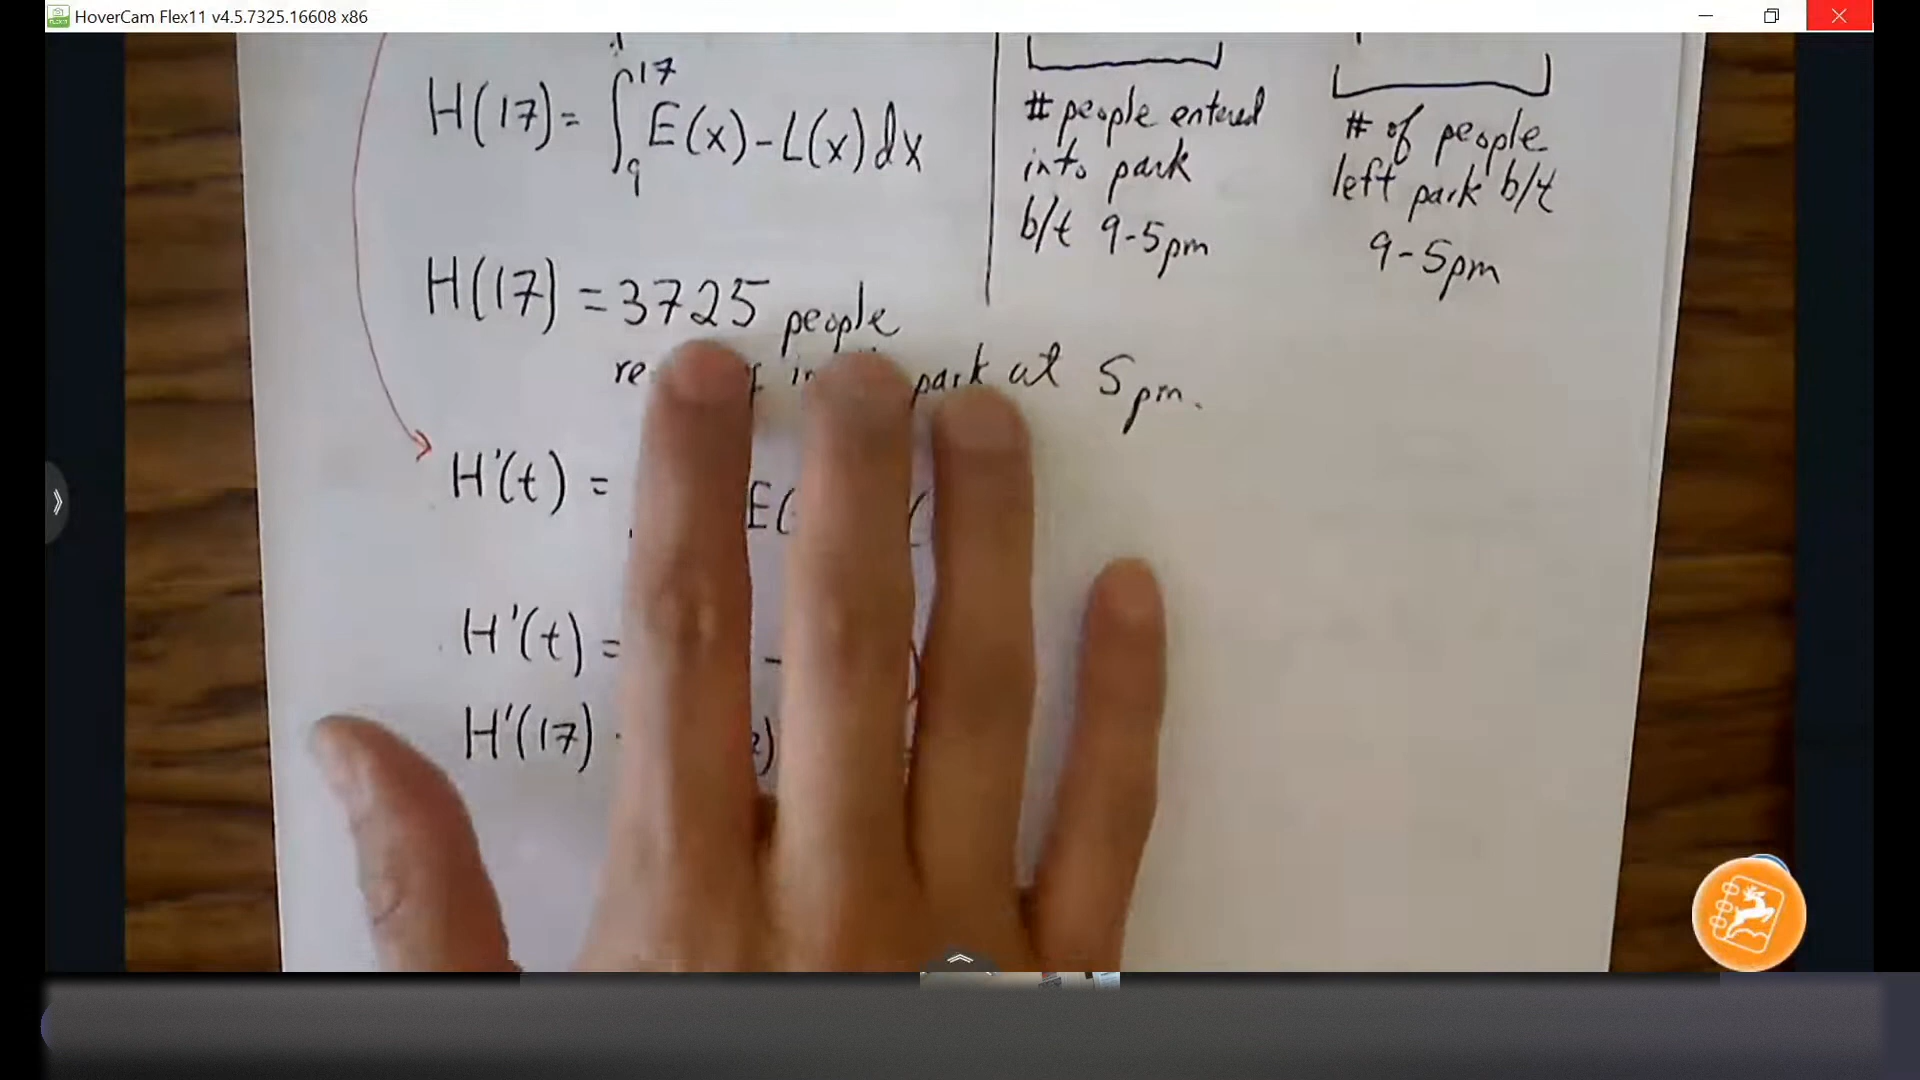 HoverCam Flex11 v4.5.7325.16608 x86
H(17) = ∫₉¹⁷ E(x) - L(x) dx
# people entered
into park
b/t 9-5pm
# of people
left park b/t
9-5pm
H(17) = 3725 people
park at 5pm.
H'(t) =
E(
H'(t) =
-
H'(17)